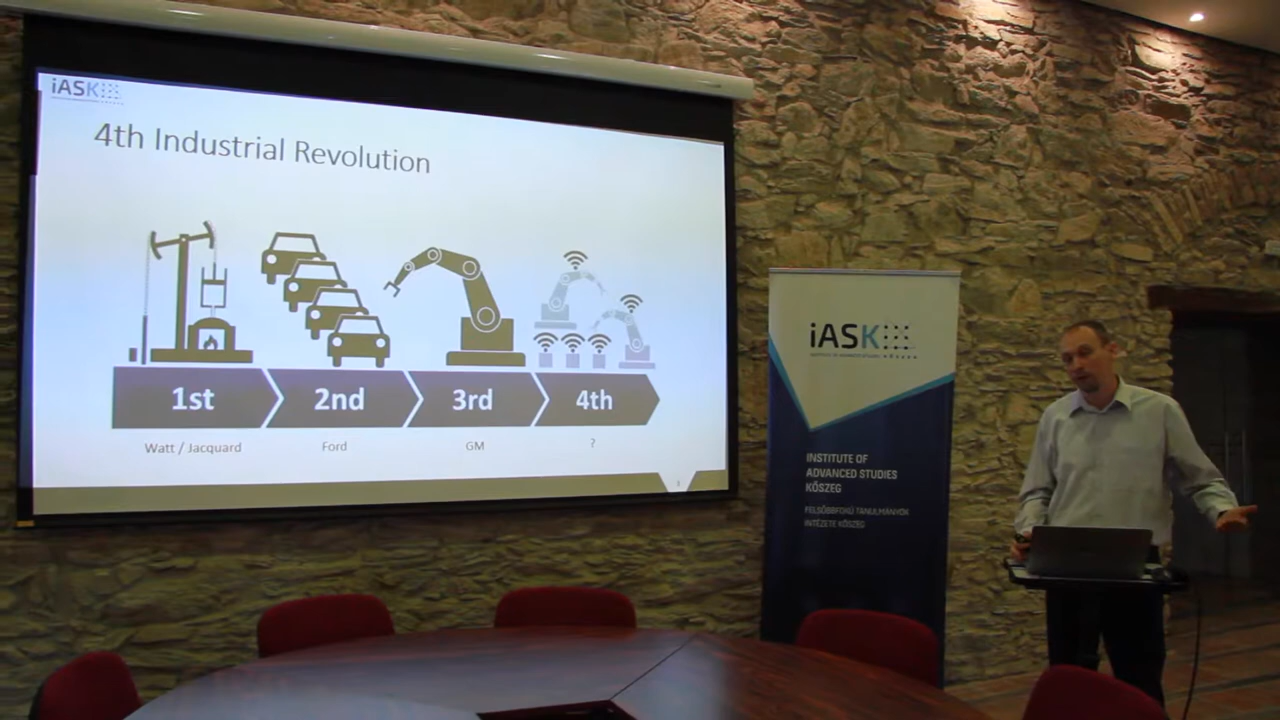 iASK
4th Industrial Revolution
1st
2nd
3rd
4th
Watt / Jacquard
Ford
GM
?
iASK
INSTITUTE OF
ADVANCED STUDIES
KŐSZEG
FELSŐBBFOKÚ TANULMÁNYOK
INTÉZETE KŐSZEG